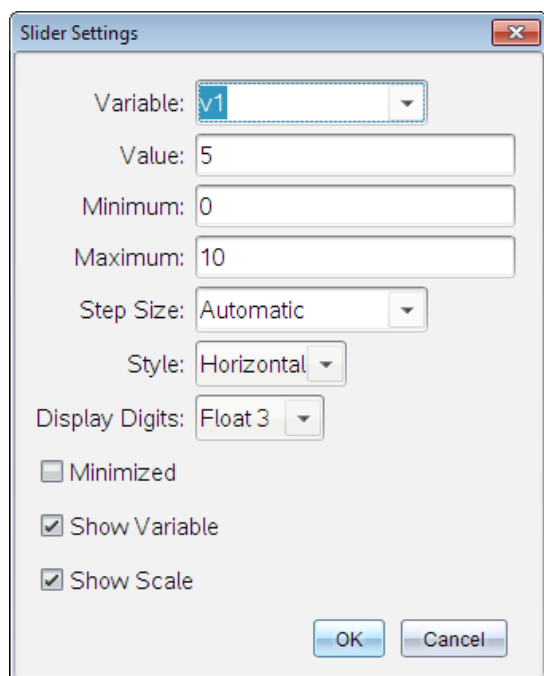 Slider Settings
Variable: v1
Value: 5
Minimum: 0
Maximum: 10
Step Size: Automatic
Style: Horizontal
Display Digits: Float 3
Minimized
Show Variable
Show Scale
OK Cancel